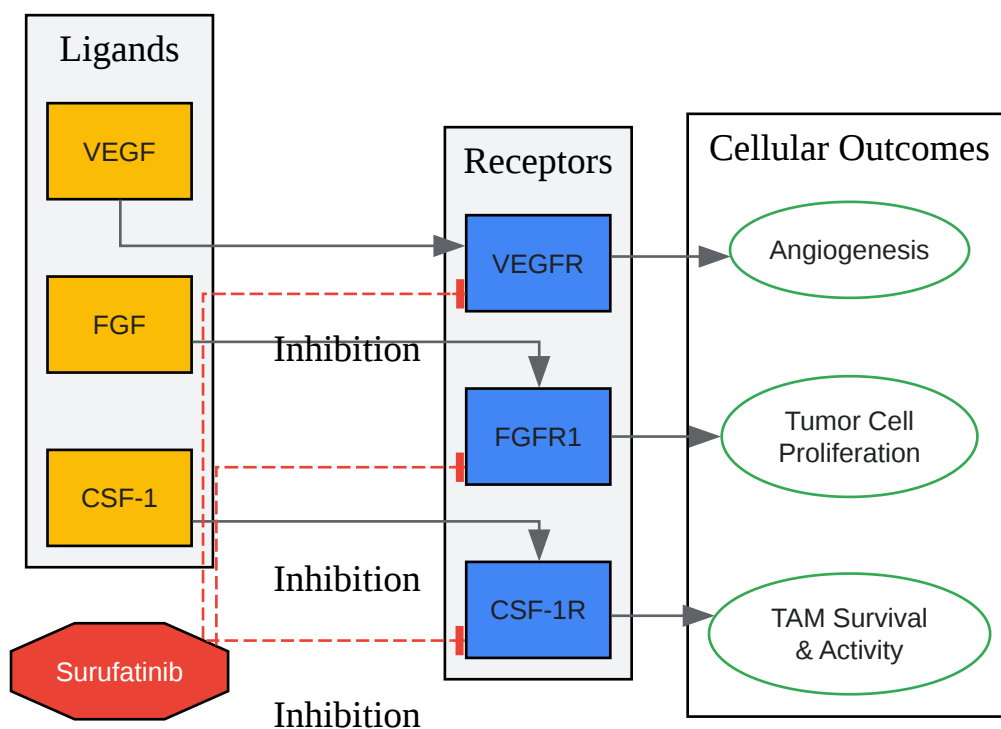 Ligands
VEGF
FGF
CSF-1
Surufatinib
Inhibition
Inhibition
Inhibition
Receptors
VEGFR
FGFR1
CSF-1R
Cellular Outcomes
Angiogenesis
Tumor Cell
Proliferation
TAM Survival
& Activity